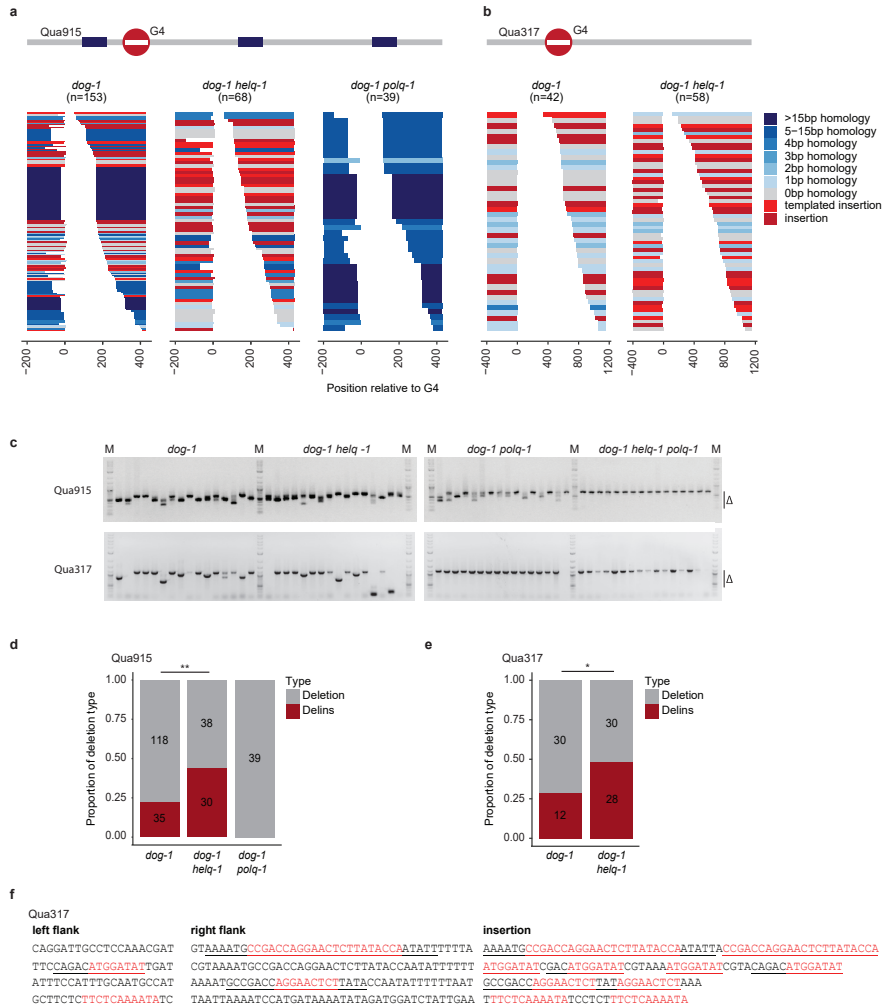 a
Qua915
G4
dog-1
(n=153)
dog-1 helq-1
(n=68)
dog-1 polq-1
(n=39)
-200 0 200 400
-200 0 200 400
-200 0 200 400
Position relative to G4
b
Qua317
G4
dog-1
(n=42)
dog-1 helq-1
(n=58)
-400 0 400 800 1200
-400 0 400 800 1200
>15bp homology
5-15bp homology
4bp homology
3bp homology
2bp homology
1bp homology
0bp homology
templated insertion
insertion
c
M dog-1 M dog-1 helq -1 M M dog-1 polq-1 M dog-1 helq-1 polq-1 M
Qua915
Δ
Qua317
Δ
d
Qua915
**
Type
Deletion
Delins
Proportion of deletion type
1.00
0.75
0.50
0.25
0.00
118
35
38
30
39
dog-1
dog-1 helq-1
dog-1 polq-1
e
Qua317
*
Type
Deletion
Delins
Proportion of deletion type
1.00
0.75
0.50
0.25
0.00
30
12
30
28
dog-1
dog-1 helq-1
f
Qua317
left flank right flank insertion
CAGGATTGCCTCCAAACGAT GTAAAATGCCGACCAGGAACTCTTATACCAATATTTTTTA AAAATGCCGACCAGGAACTCTTATACCAATATTACCGACCAGGAACTCTTATACCA
TTCCAGACATGGATATTGAT CGTAAAATGCCGACCAGGAACTCTTATACCAATATTTTTT ATGGATATCGACATGGATATCGTAAAATGGATATCGTACAGACATGGATAT
ATTTCCATTTGCAATGCCAT AAAATGCCGACCAGGAACTCTTATACCAATATTTTTTAAT GCCGACCAGGAACTCTTATAGGAACTCT
GCTTCTCTTCTCAAAATATC TAATTAAAATCCATGATAAAATATAGATGGATCTATTGAA TTTCTCAAAATATCCTCTTTCTCAAAATA